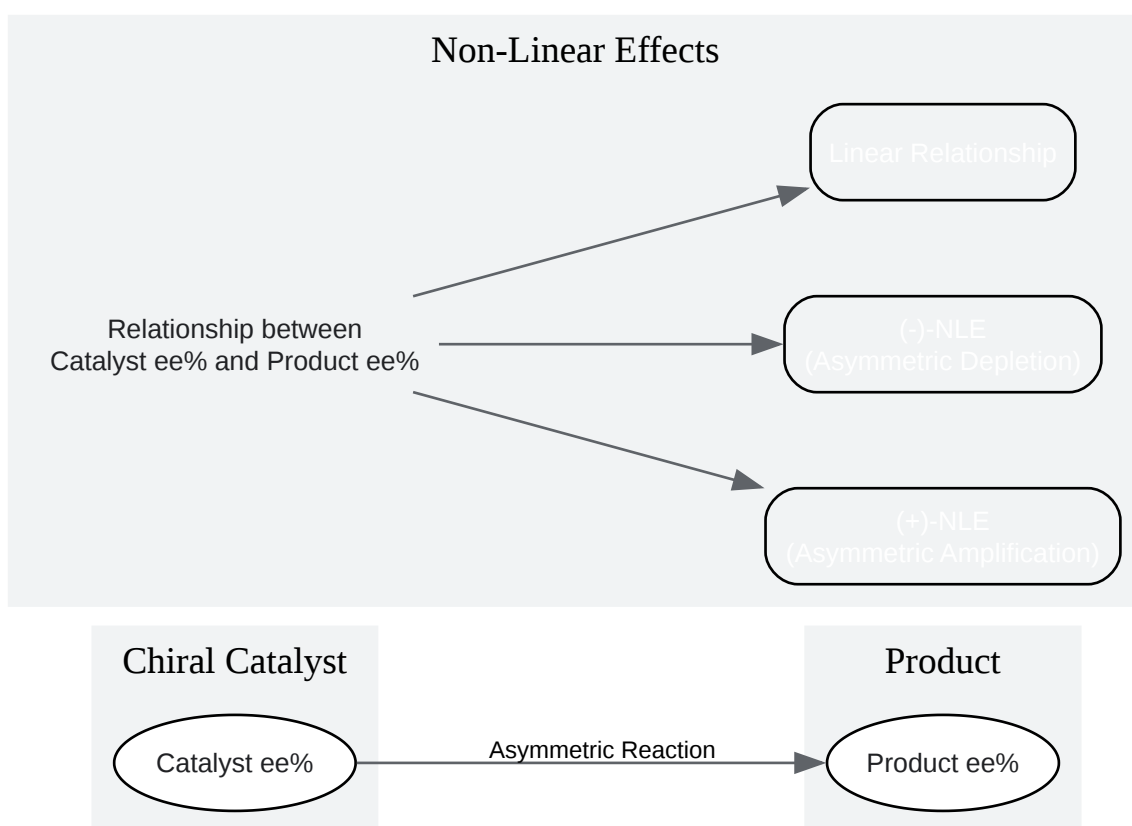 Non-Linear Effects
Linear Relationship
Relationship between
Catalyst ee% and Product ee%
(-)-NLE
(Asymmetric Depletion)
(+)-NLE
(Asymmetric Amplification)
Chiral Catalyst
Product
Catalyst ee%
Asymmetric Reaction
Product ee%